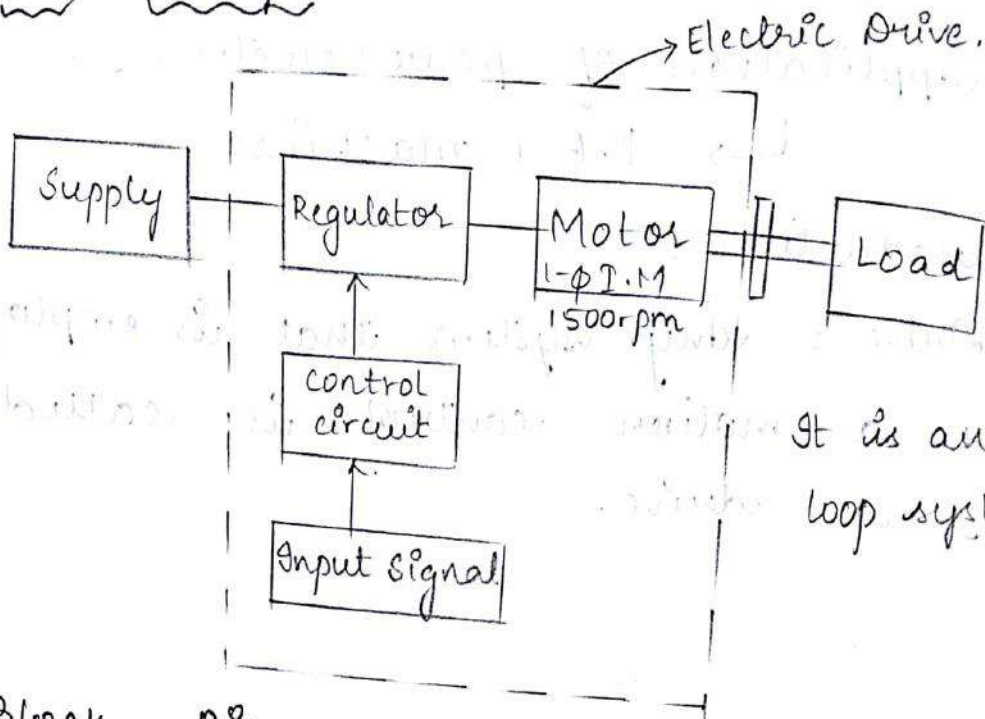 Electric Drive.
Supply
Regulator
Motor
1-φ I.M
1500rpm
Load
control
circuit
It is an
loop sys
Input Signal
Block